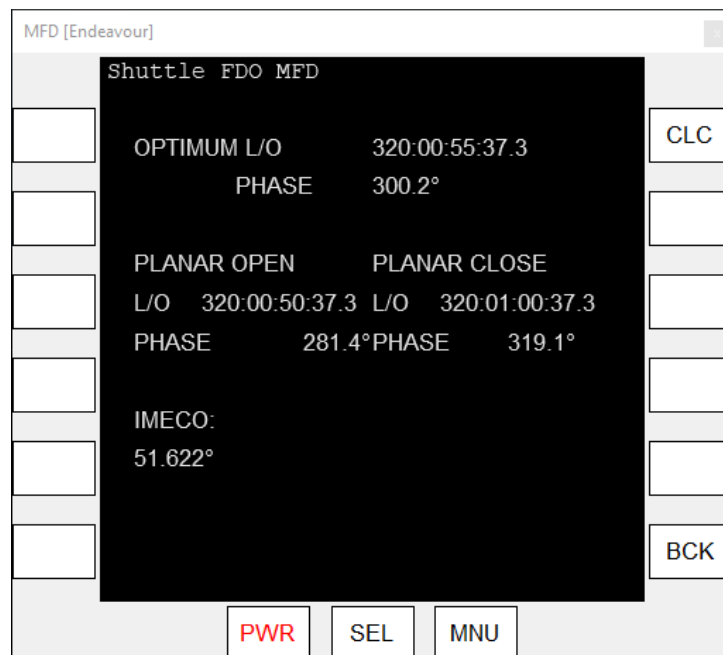 MFD [Endeavour]
Shuttle FDO MFD
CLC
OPTIMUM L/O 320:00:55:37.3
PHASE 300.2°
PLANAR OPEN PLANAR CLOSE
L/O 320:00:50:37.3 L/O 320:01:00:37.3
PHASE 281.4° PHASE 319.1°
IMECO:
51.622°
BCK
PWR SEL MNU